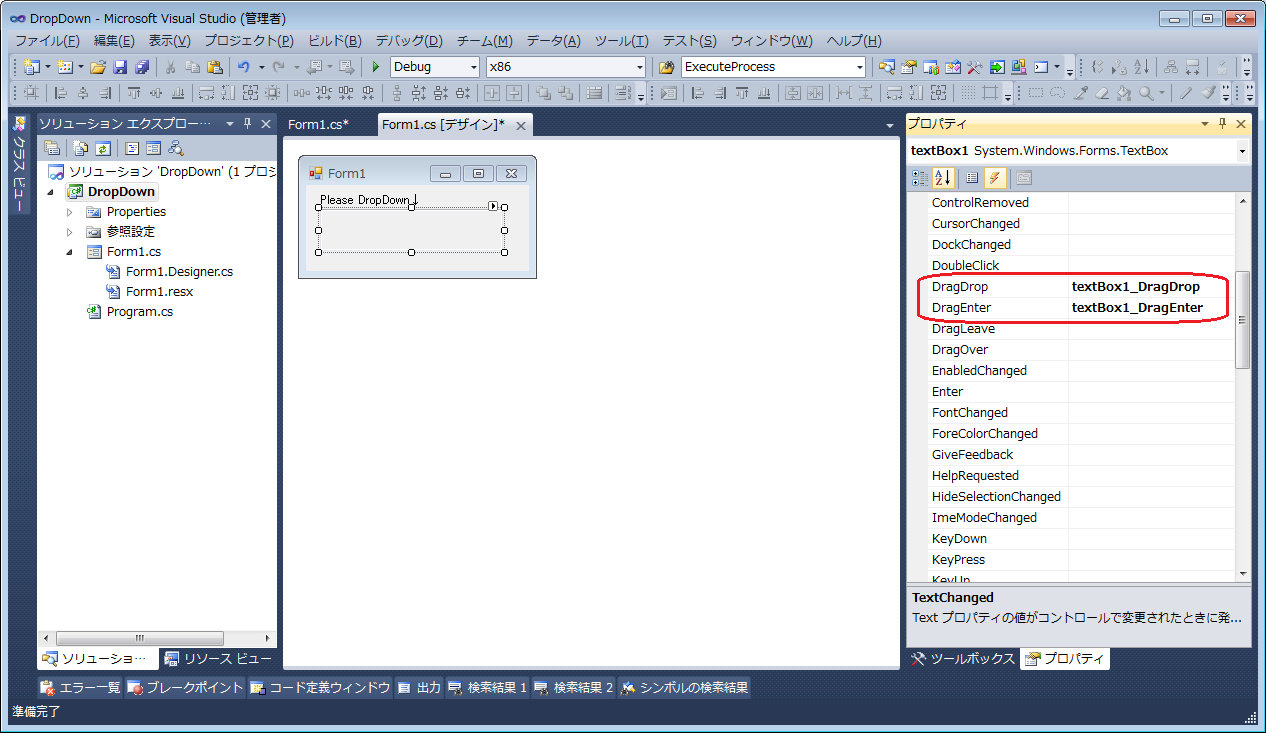 DropDown - Microsoft Visual Studio (管理者)
ファイル(F) 編集(E) 表示(V) プロジェクト(P) ビルド(B) デバッグ(D) チーム(M) データ(A) ツール(T) テスト(S) ウィンドウ(W) ヘルプ(H)
Debug x86 ExecuteProcess
クラス ビュー
ソリューション エクスプロー…
ソリューション 'DropDown' (1 プロジ
DropDown
Properties
参照設定
Form1.cs
Form1.Designer.cs
Form1.resx
Program.cs
ソリューショ… リソース ビュー
Form1.cs* Form1.cs [デザイン]*
Form1
Please DropDown↓
プロパティ
textBox1 System.Windows.Forms.TextBox
ControlRemoved
CursorChanged
DockChanged
DoubleClick
DragDrop textBox1_DragDrop
DragEnter textBox1_DragEnter
DragLeave
DragOver
EnabledChanged
Enter
FontChanged
ForeColorChanged
GiveFeedback
HelpRequested
HideSelectionChanged
ImeModeChanged
KeyDown
KeyPress
KeyUp
TextChanged
Text プロパティの値がコントロールで変更されたときに発...
ツールボックス プロパティ
エラー一覧 ブレークポイント コード定義ウィンドウ 出力 検索結果 1 検索結果 2 シンボルの検索結果
準備完了